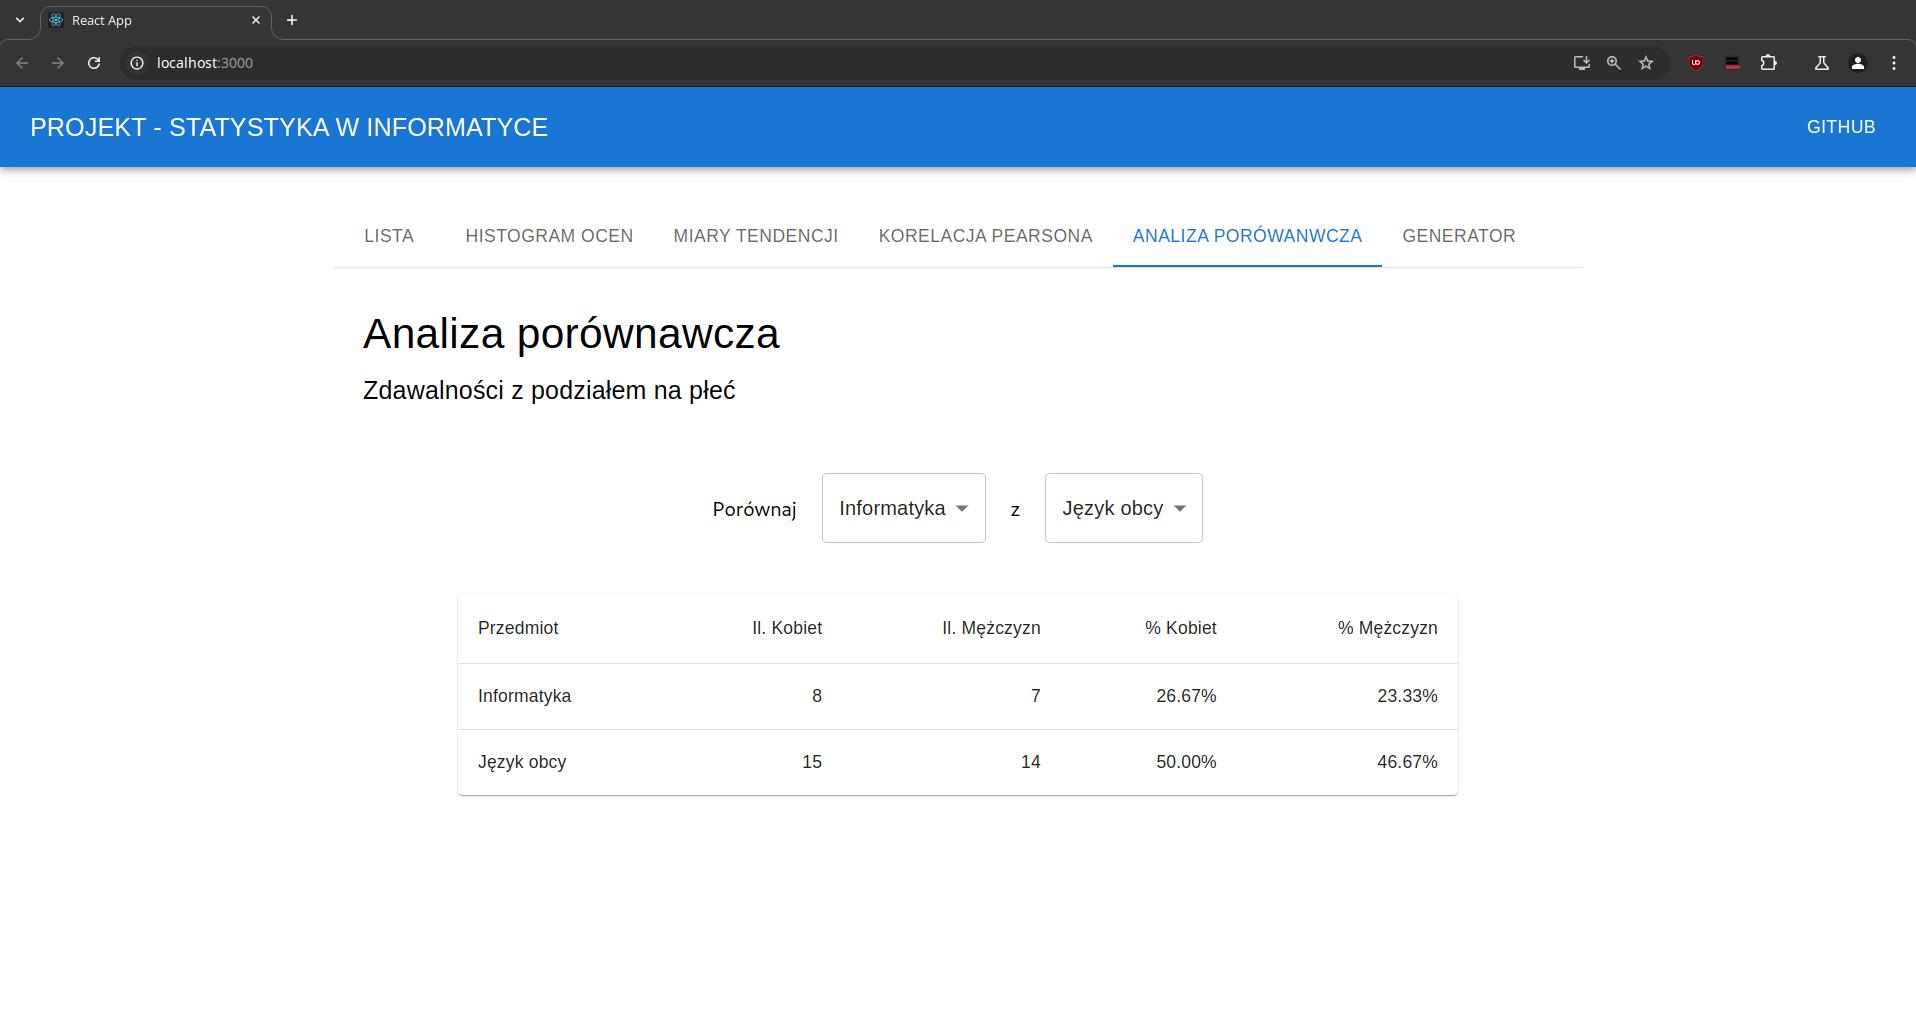 React App
localhost:3000
PROJEKT - STATYSTYKA W INFORMATYCE GITHUB
LISTA HISTOGRAM OCEN MIARY TENDENCJI KORELACJA PEARSONA ANALIZA PORÓWANWCZA GENERATOR
Analiza porównawcza
Zdawalności z podziałem na płeć
Porównaj Informatyka z Język obcy
Przedmiot Il. Kobiet Il. Mężczyzn % Kobiet % Mężczyzn
Informatyka 8 7 26.67% 23.33%
Język obcy 15 14 50.00% 46.67%